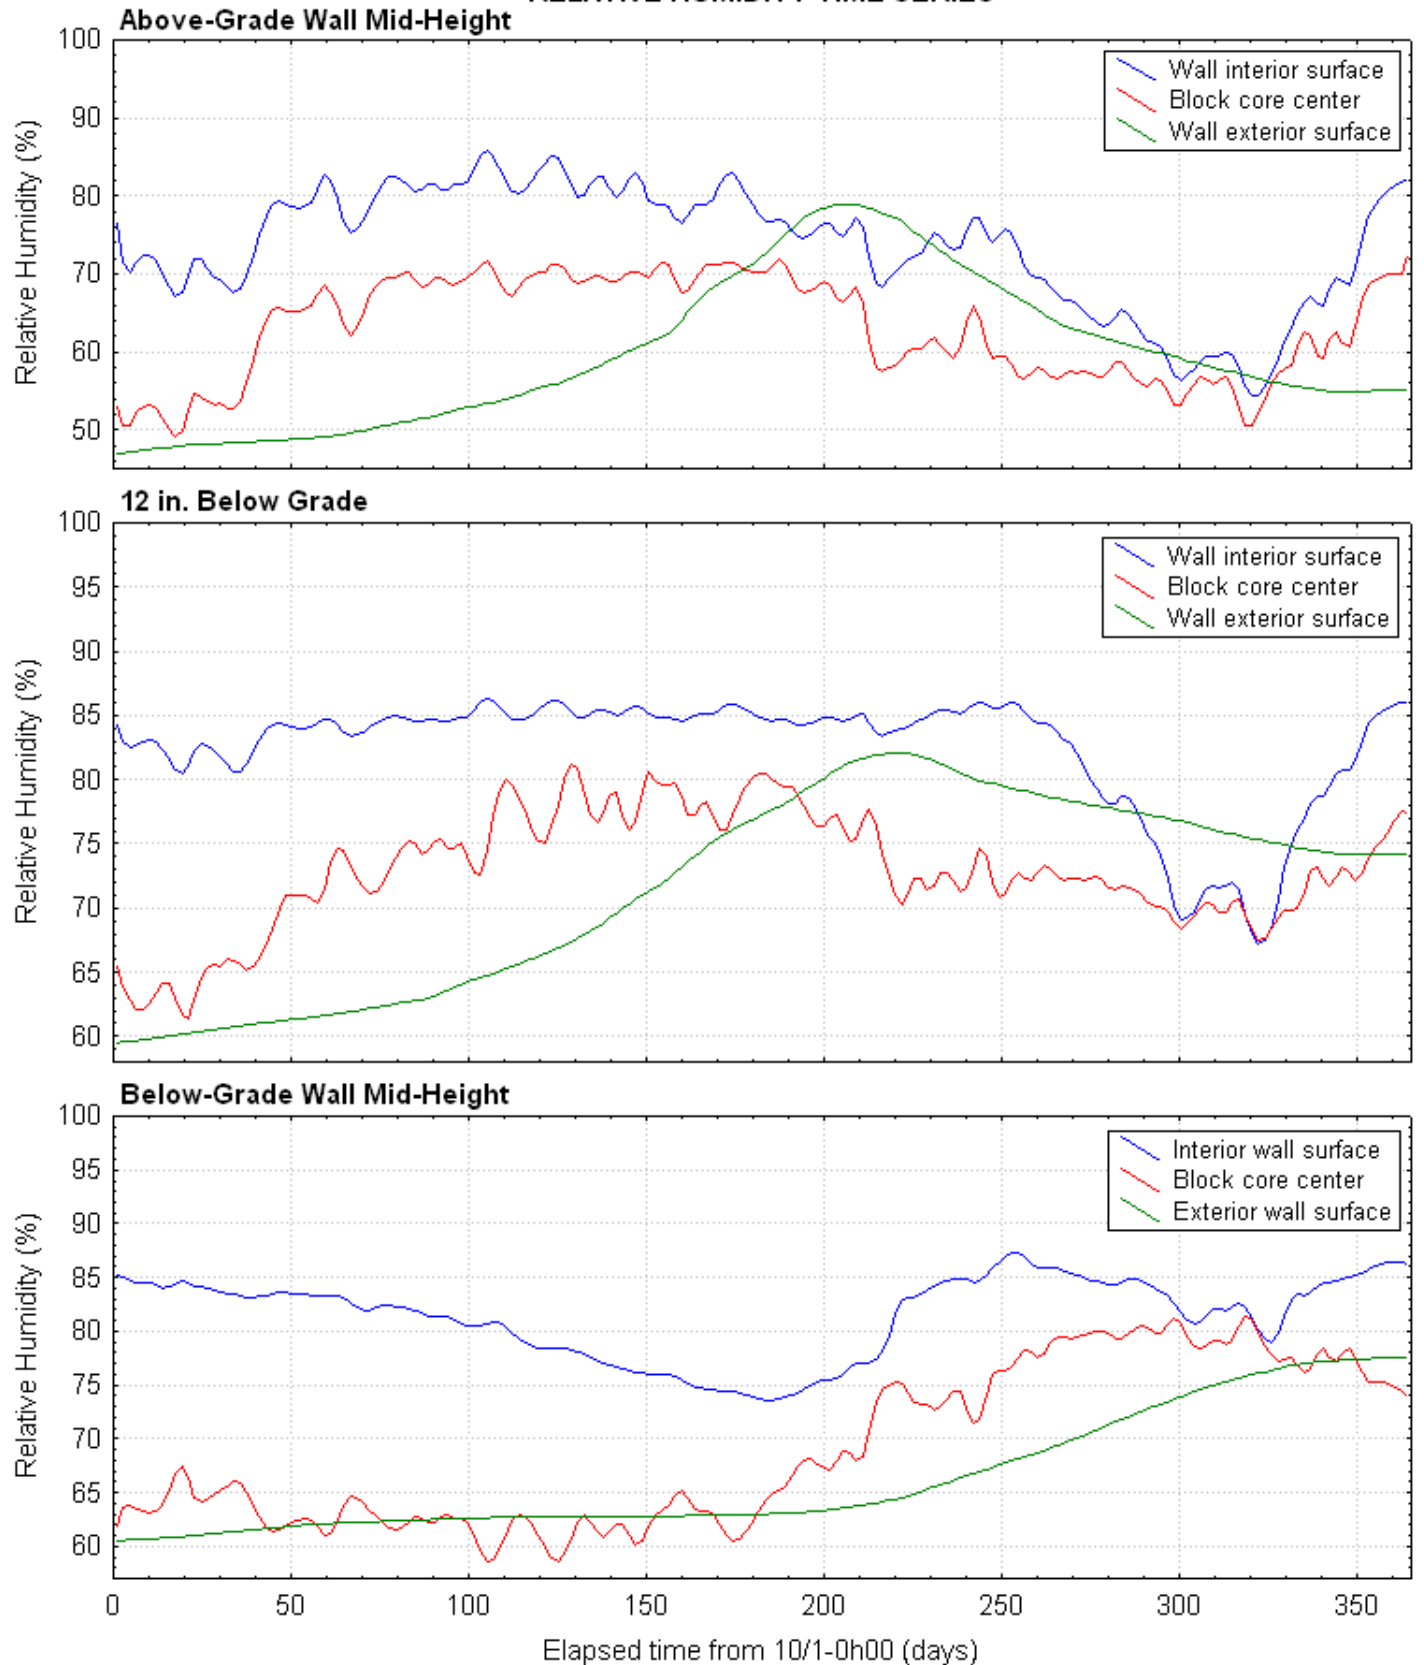 RELATIVE HUMIDITY TIME SERIES
Above-Grade Wall Mid-Height
100
90
80
70
60
50
Relative Humidity (%)
Wall interior surface
Block core center
Wall exterior surface
12 in. Below Grade
100
95
90
85
80
75
70
65
60
Relative Humidity (%)
Wall interior surface
Block core center
Wall exterior surface
Below-Grade Wall Mid-Height
100
95
90
85
80
75
70
65
60
Relative Humidity (%)
Interior wall surface
Block core center
Exterior wall surface
0 50 100 150 200 250 300 350
Elapsed time from 10/1-0h00 (days)